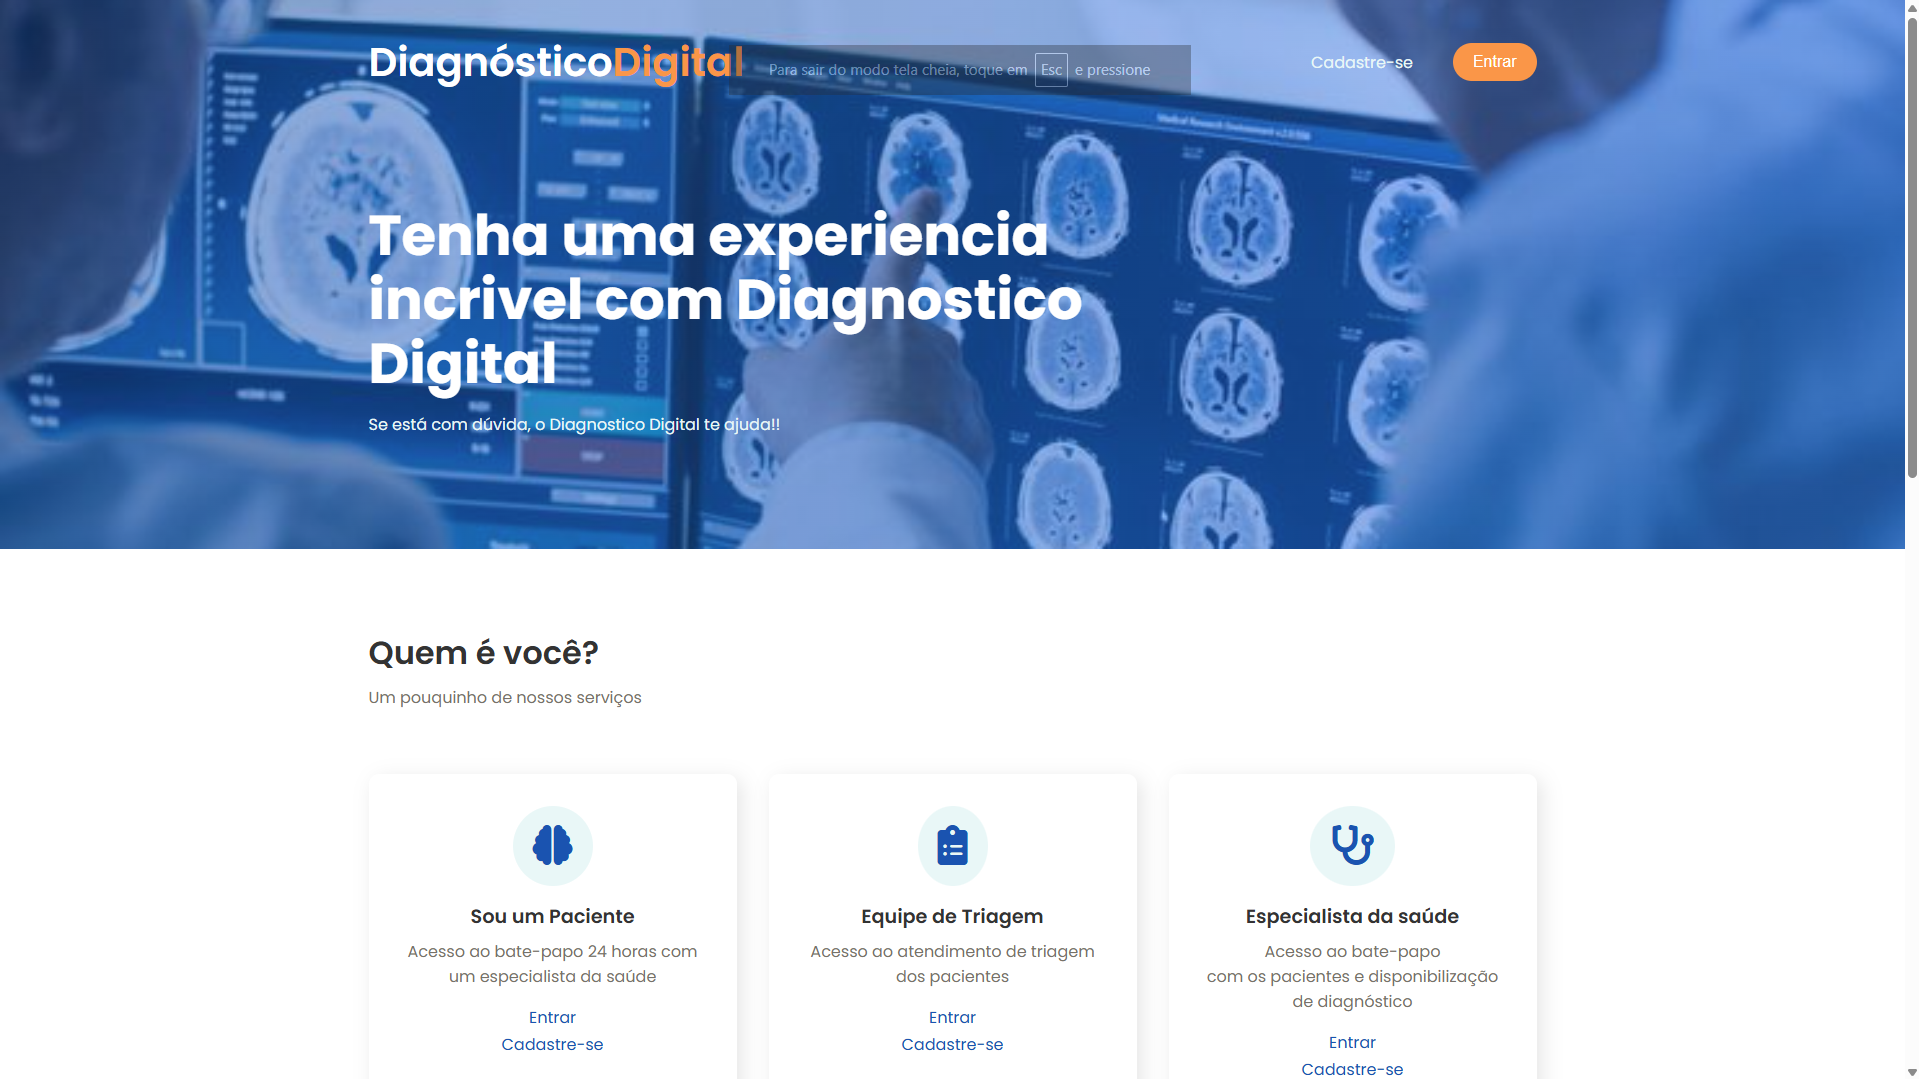 DiagnósticoDigital
Para sair do modo tela cheia, toque em Esc e pressione
Cadastre-se
Entrar
Tenha uma experiencia
incrivel com Diagnostico
Digital
Se está com dúvida, o Diagnostico Digital te ajuda!!
Quem é você?
Um pouquinho de nossos serviços
Sou um Paciente
Acesso ao bate-papo 24 horas com
um especialista da saúde
Entrar
Cadastre-se
Equipe de Triagem
Acesso ao atendimento de triagem
dos pacientes
Entrar
Cadastre-se
Especialista da saúde
Acesso ao bate-papo
com os pacientes e disponibilização
de diagnóstico
Entrar
Cadastre-se